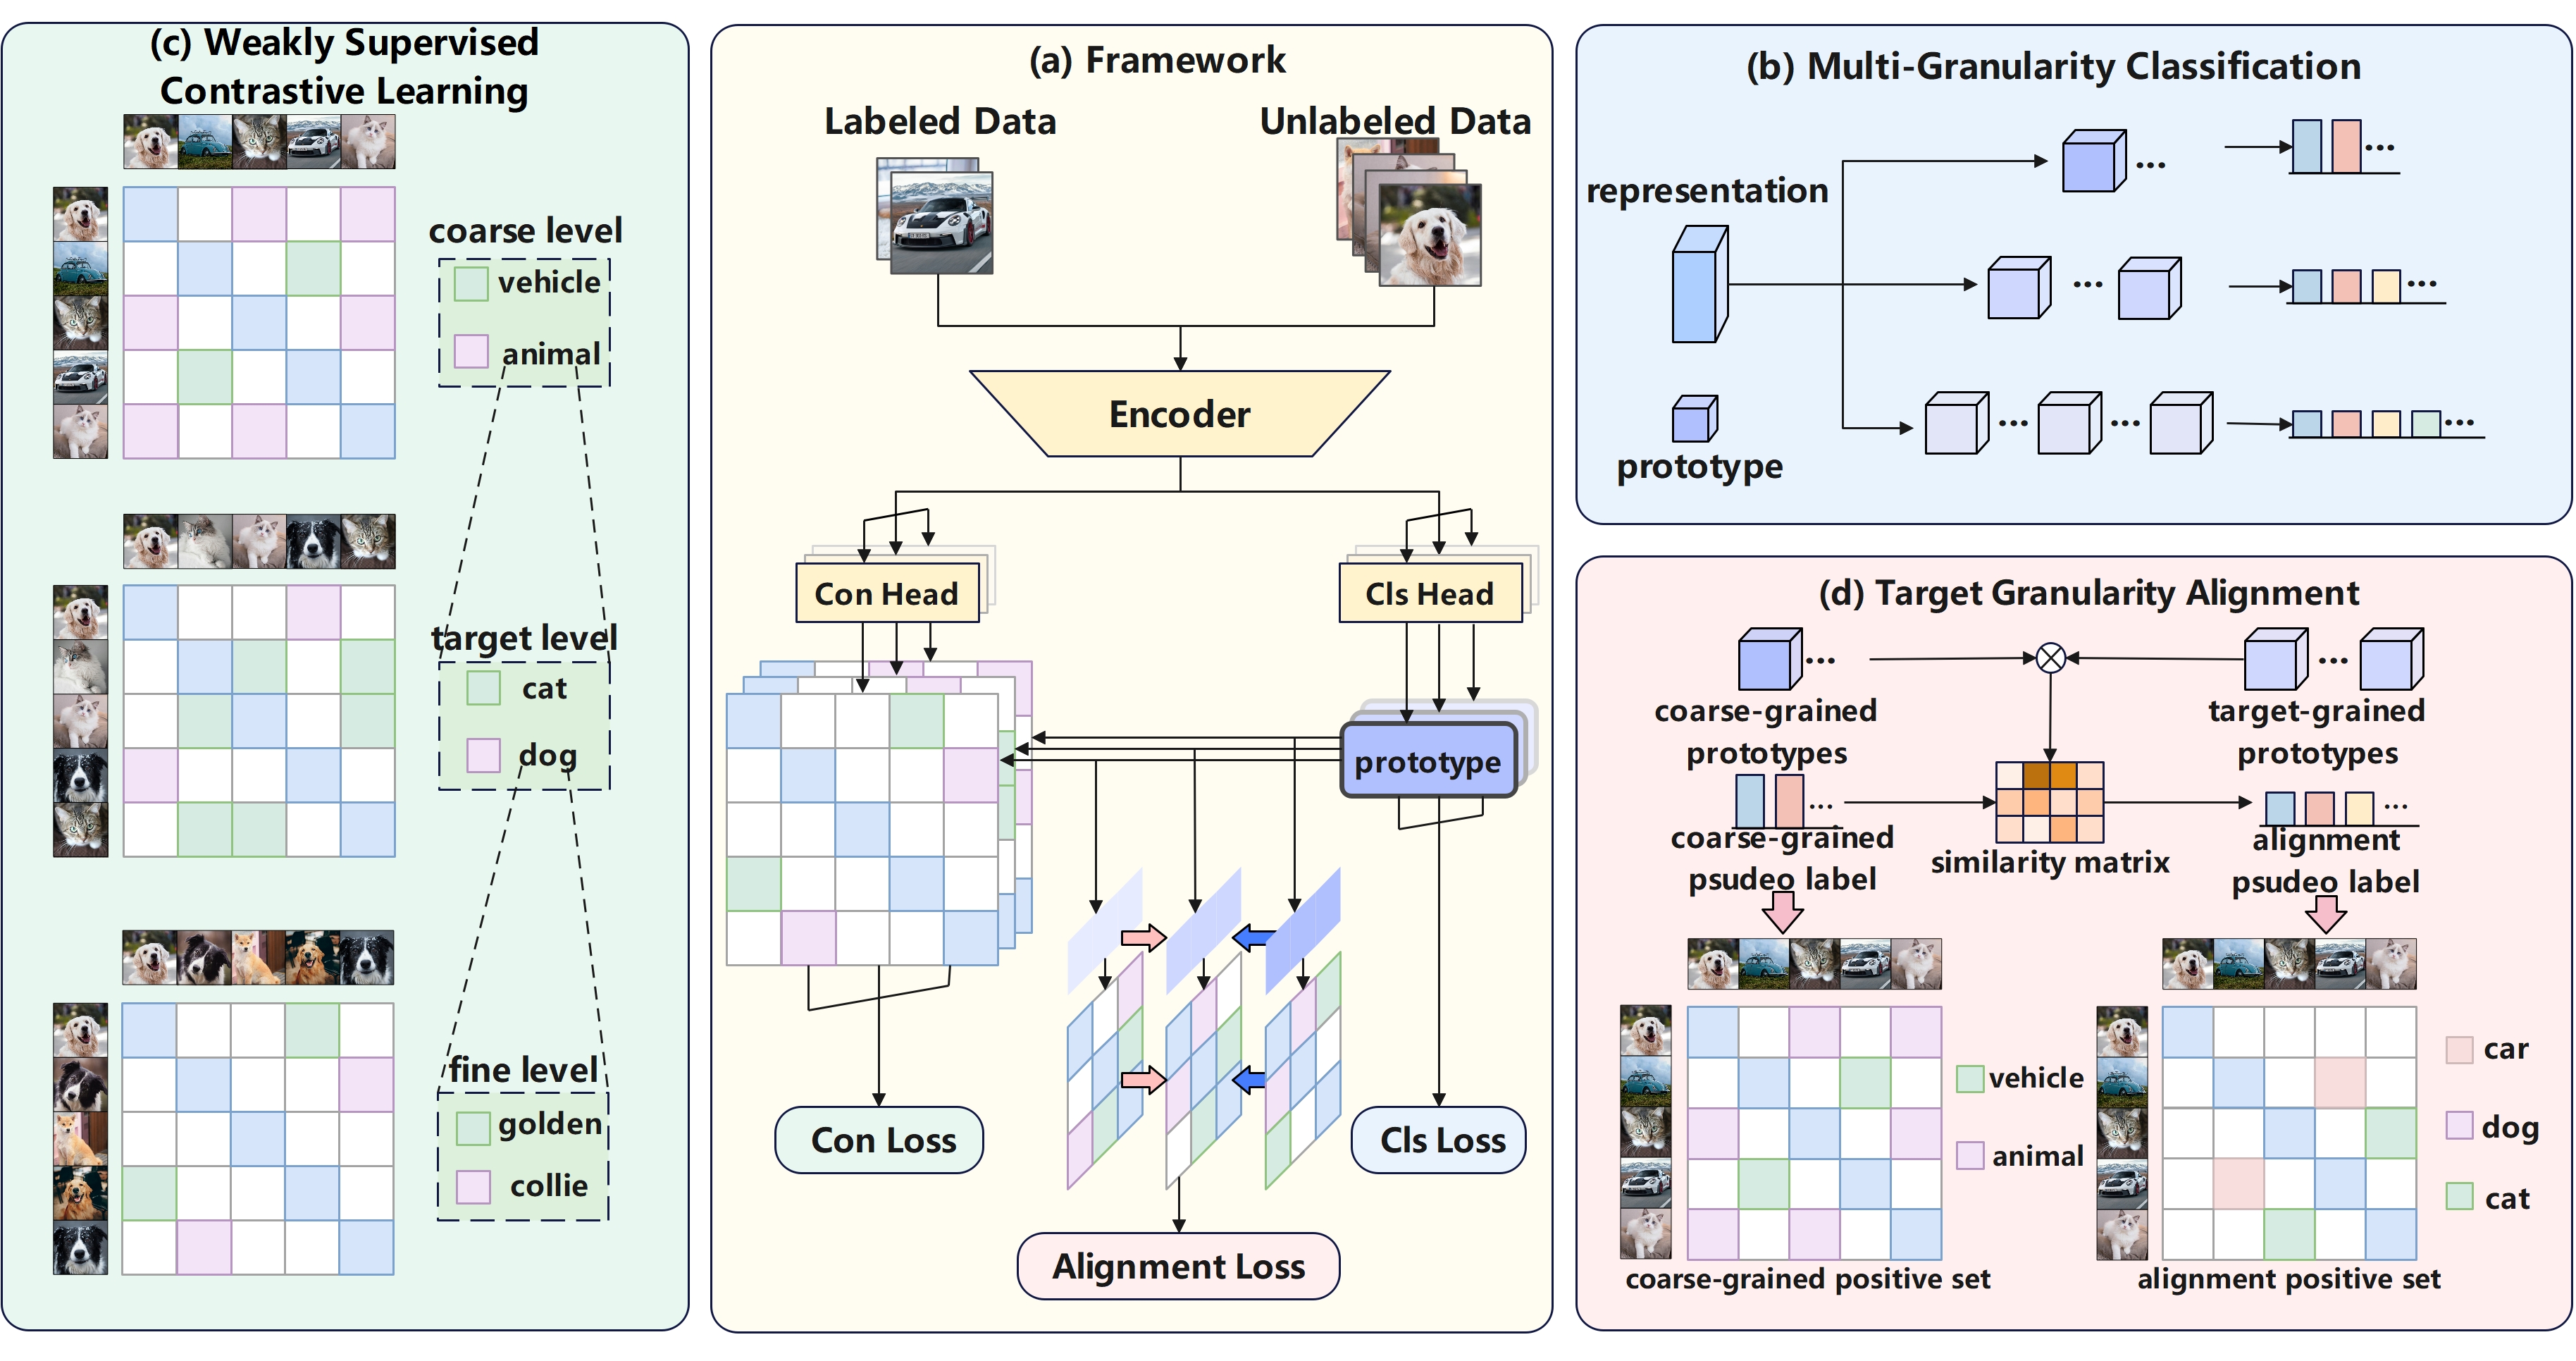 (c) Weakly Supervised
Contrastive Learning
coarse level
vehicle
animal
target level
cat
dog
fine level
golden
collie
(a) Framework
Labeled Data
Unlabeled Data
Encoder
Con Head
Cls Head
prototype
Con Loss
Cls Loss
Alignment Loss
(b) Multi-Granularity Classification
representation
prototype
...
...
...
...
...
...
...
(d) Target Granularity Alignment
...
...
coarse-grained
prototypes
target-grained
prototypes
...
...
coarse-grained
psudeo label
similarity matrix
alignment
psudeo label
vehicle
animal
car
dog
cat
coarse-grained positive set
alignment positive set